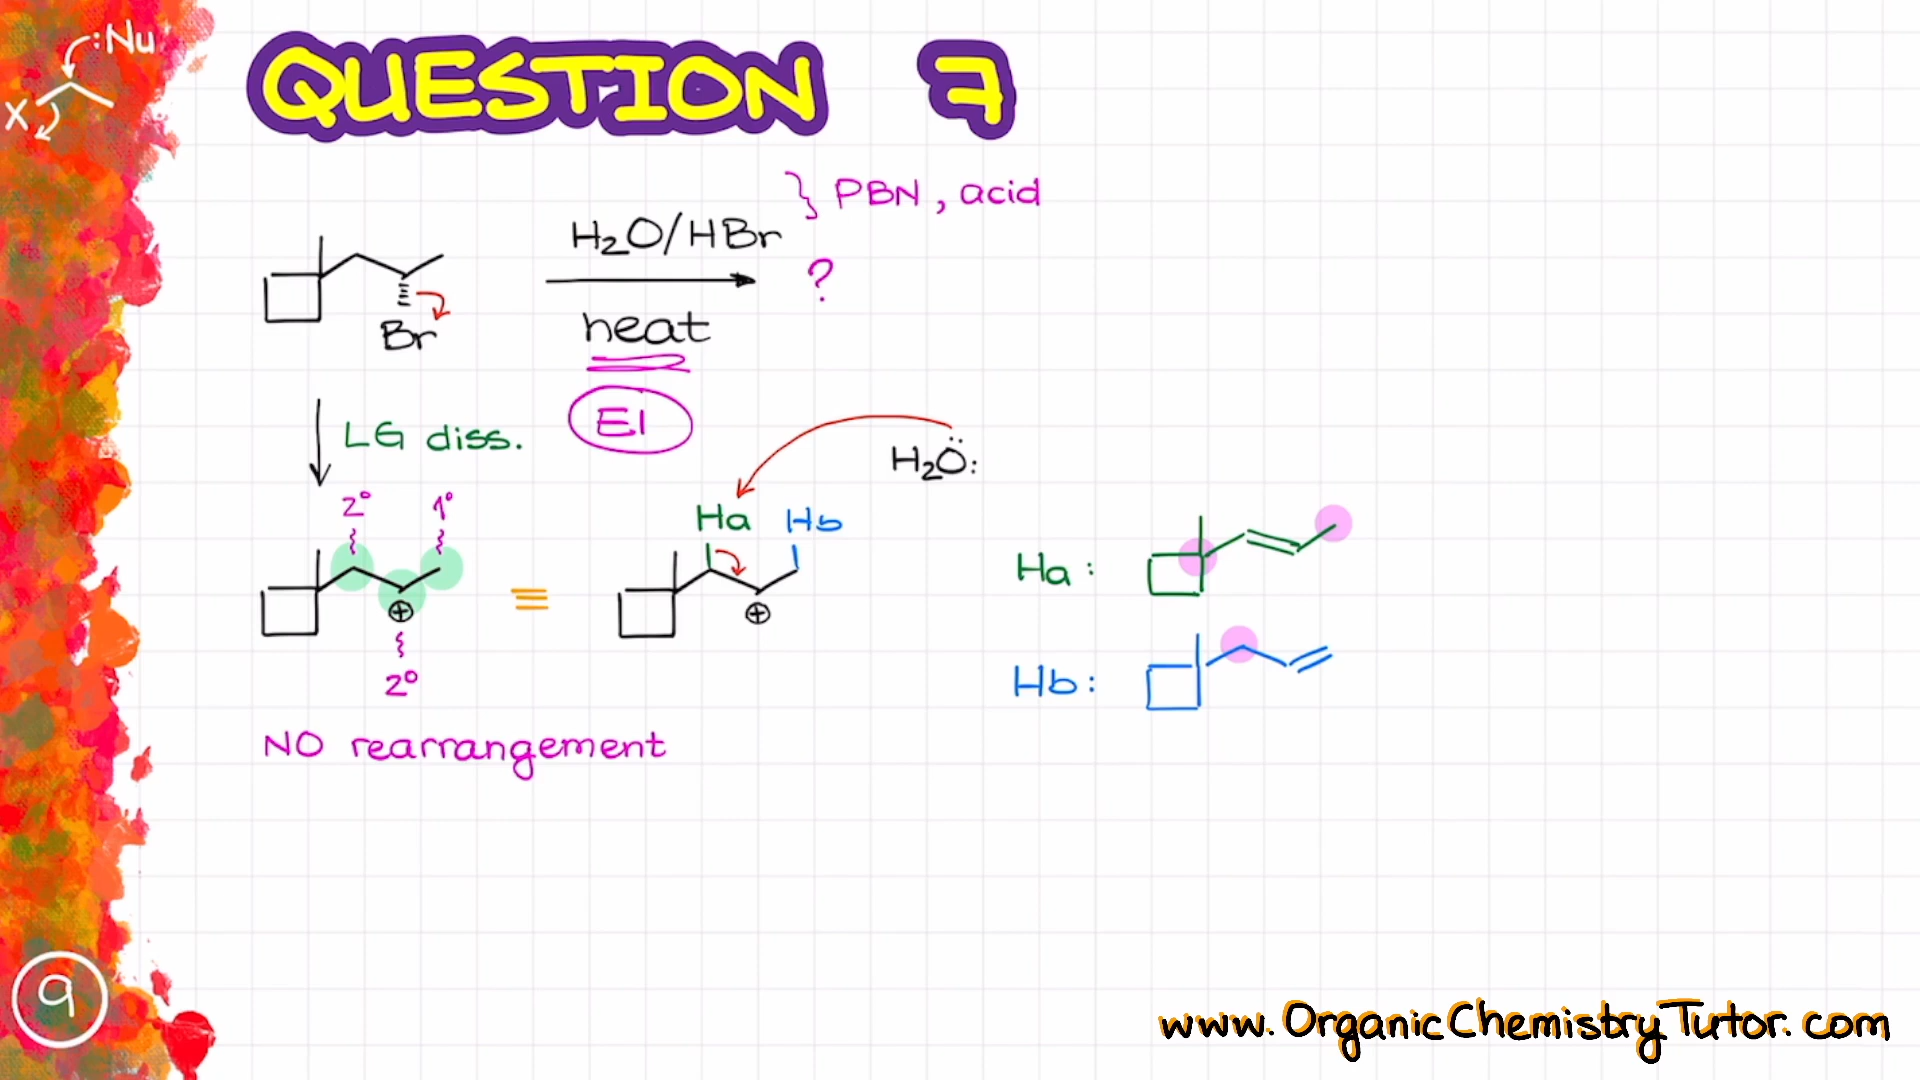 :Nu
X
QUESTION 7
} PBN, acid
H₂O/HBr
?
heat
Br
E1
LG diss.
H₂Ö:
2° 1°
Ha Hb
⊕ ≡ ⊕
2°
Ha:
Hb:
NO rearrangement
9
www.OrganicChemistryTutor.com